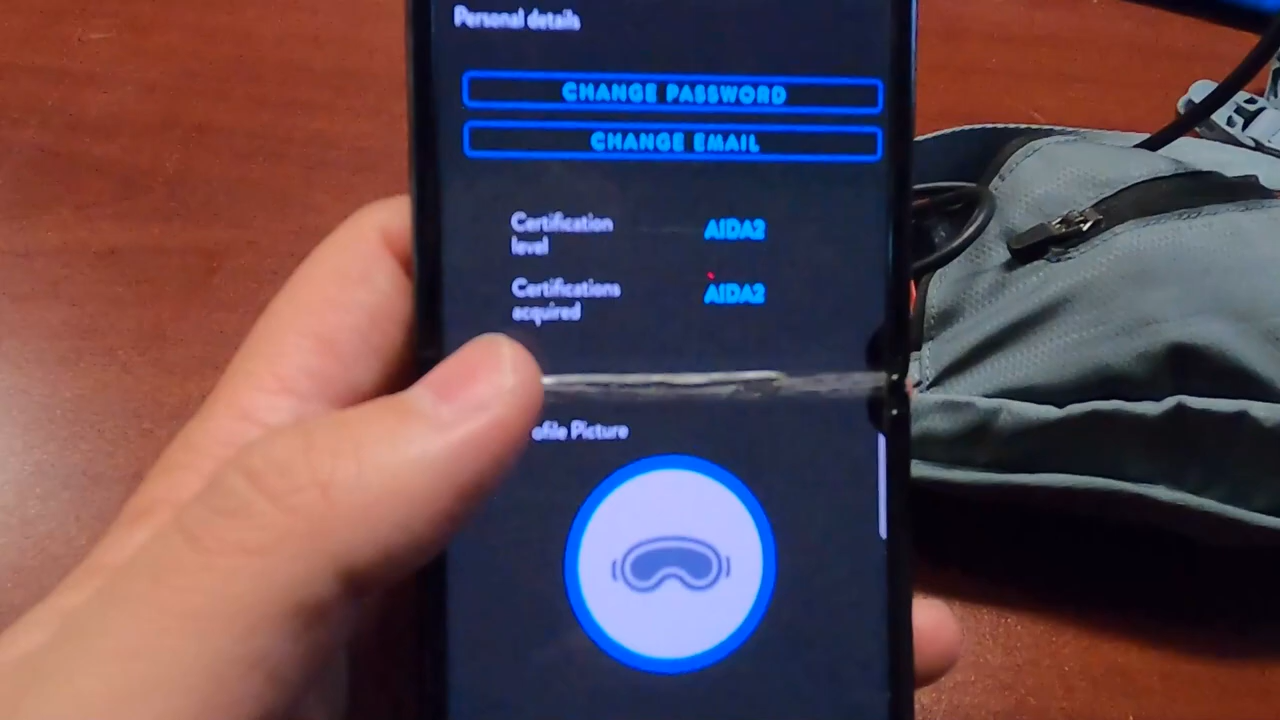 Personal details
CHANGE PASSWORD
CHANGE EMAIL
Certification
level
AIDA2
Certifications
acquired
AIDA2
ofile Picture